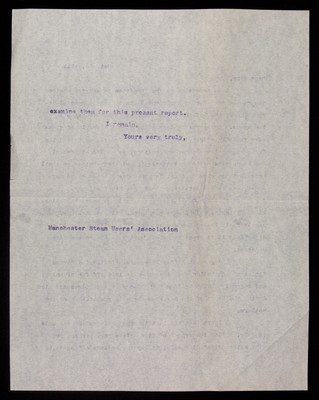 examine them for this present report.
I remain,
Yours very truly,
Manchester Steam Users' Association